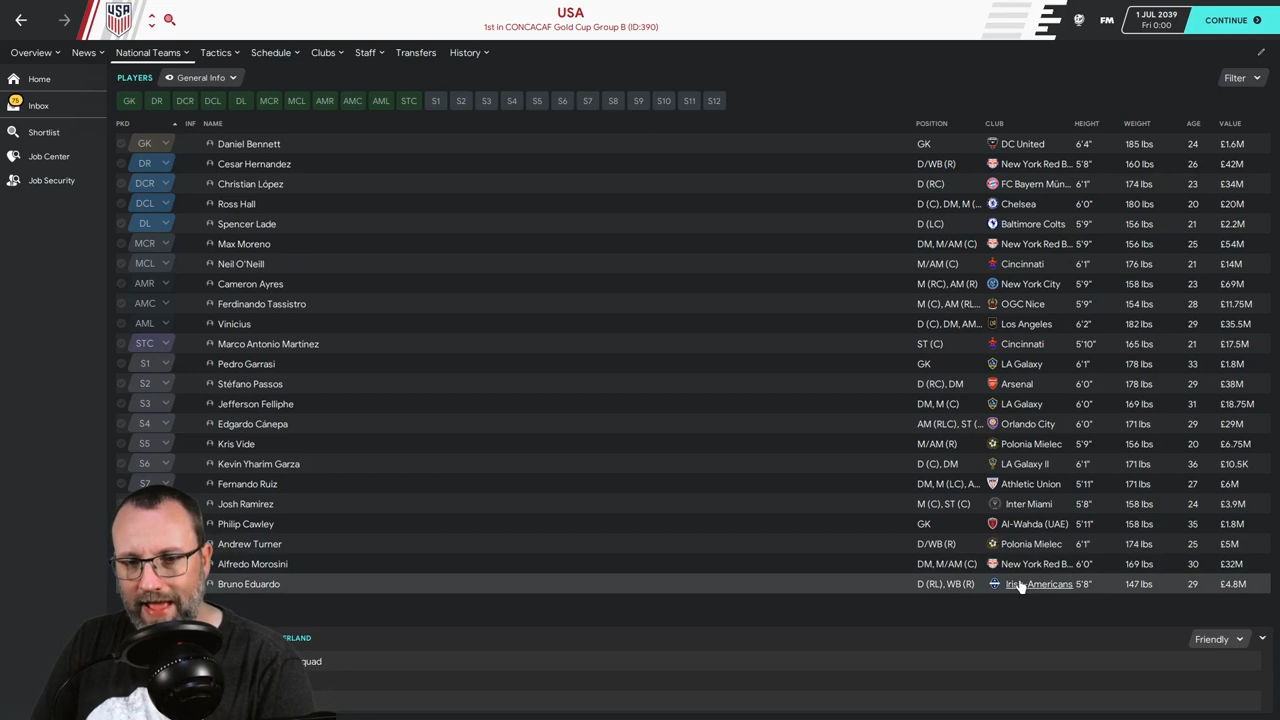 USA
1st in CONCACAF Gold Cup Group B (ID:390)
FM
1 JUL 2039
Fri 0:00
CONTINUE
Overview News National Teams Tactics Schedule Clubs Staff Transfers History
Home
75
Inbox
Shortlist
Job Center
Job Security
PLAYERS General Info Filter
GK DR DCR DCL DL MCR MCL AMR AMC AML STC S1 S2 S3 S4 S5 S6 S7 S8 S9 S10 S11 S12
PKD INF NAME POSITION CLUB HEIGHT WEIGHT AGE VALUE
GK Daniel Bennett GK DC United 6'4" 185 lbs 24 £1.6M
DR Cesar Hernandez D/WB (R) New York Red B... 5'8" 160 lbs 26 £42M
DCR Christian López D (RC) FC Bayern Mün... 6'1" 174 lbs 23 £34M
DCL Ross Hall D (C), DM, M (... Chelsea 6'0" 180 lbs 20 £20M
DL Spencer Lade D (LC) Baltimore Colts 5'9" 156 lbs 21 £2.2M
MCR Max Moreno DM, M/AM (C) New York Red B... 5'9" 156 lbs 25 £54M
MCL Neil O'Neill M/AM (C) Cincinnati 6'1" 176 lbs 21 £14M
AMR Cameron Ayres M (RC), AM (R) New York City 5'9" 158 lbs 23 £69M
AMC Ferdinando Tassistro M (C), AM (RL... OGC Nice 5'9" 154 lbs 28 £11.75M
AML Vinicius D (C), DM, AM... Los Angeles 6'2" 182 lbs 29 £35.5M
STC Marco Antonio Martínez ST (C) Cincinnati 5'10" 165 lbs 21 £17.5M
S1 Pedro Garrasi GK LA Galaxy 6'1" 178 lbs 33 £1.8M
S2 Stéfano Passos D (RC), DM Arsenal 6'0" 178 lbs 29 £38M
S3 Jefferson Felliphe DM, M (C) LA Galaxy 6'0" 169 lbs 31 £18.75M
S4 Edgardo Cánepa AM (RLC), ST (... Orlando City 6'0" 171 lbs 29 £29M
S5 Kris Vide M/AM (R) Polonia Mielec 5'9" 156 lbs 20 £6.75M
S6 Kevin Yharim Garza D (C), DM LA Galaxy II 6'1" 171 lbs 36 £10.5K
S7 Fernando Ruiz DM, M (LC), A... Athletic Union 5'11" 171 lbs 27 £6M
Josh Ramirez M (C), ST (C) Inter Miami 5'8" 158 lbs 24 £3.9M
Philip Cawley GK Al-Wahda (UAE) 5'11" 158 lbs 35 £1.8M
Andrew Turner D/WB (R) Polonia Mielec 6'1" 174 lbs 25 £5M
Alfredo Morosini DM, M/AM (C) New York Red B... 6'0" 169 lbs 30 £32M
Bruno Eduardo D (RL), WB (R) Americans 5'8" 147 lbs 29 £4.8M
ERLAND Friendly
quad